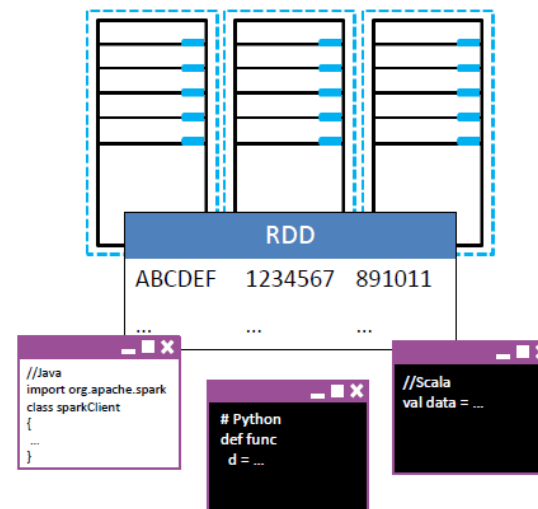 RDD
ABCDEF 1234567 891011
... ... ...
//Java
import org.apache.spark
class sparkClient
{
...
}
# Python
def func
d = ...
//Scala
val data = ...